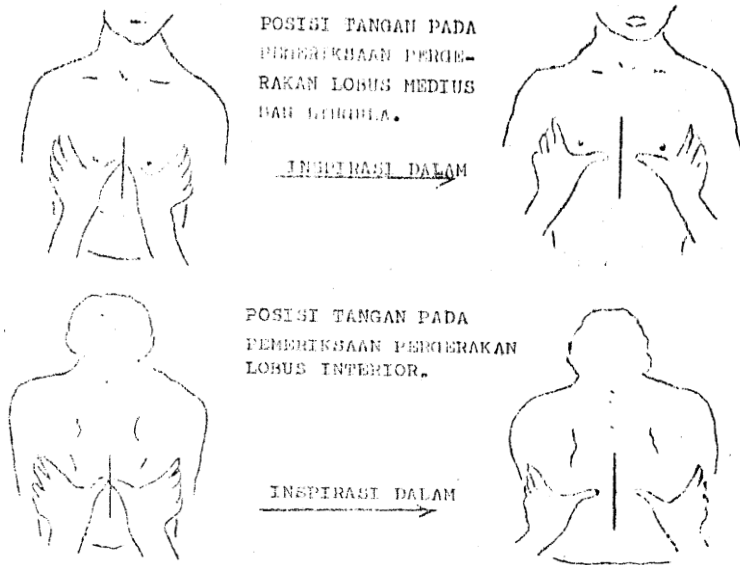 POSISI TANGAN PADA
PEMERIKSAAN PERGE-
RAKAN LOBUS MEDIUS
DAN LINGULA.
INSPIRASI DALAM
POSISI TANGAN PADA
PEMERIKSAAN PERGERAKAN
LOBUS INTERIOR.
INSPIRASI DALAM